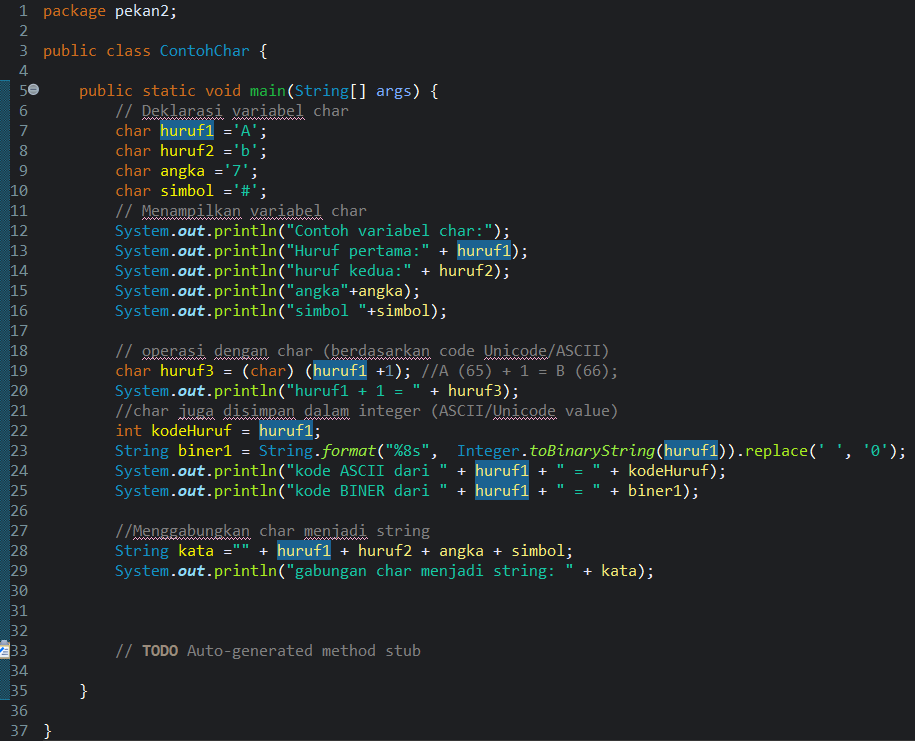 1 package pekan2;
2
3 public class ContohChar {
4
5     public static void main(String[] args) {
6         // Deklarasi variabel char
7         char huruf1 ='A';
8         char huruf2 ='b';
9         char angka ='7';
10         char simbol ='#';
11         // Menampilkan variabel char
12         System.out.println("Contoh variabel char:");
13         System.out.println("Huruf pertama:" + huruf1);
14         System.out.println("huruf kedua:" + huruf2);
15         System.out.println("angka"+angka);
16         System.out.println("simbol "+simbol);
17
18         // operasi dengan char (berdasarkan code Unicode/ASCII)
19         char huruf3 = (char) (huruf1 +1); //A (65) + 1 = B (66);
20         System.out.println("huruf1 + 1 = " + huruf3);
21         //char juga disimpan dalam integer (ASCII/Unicode value)
22         int kodeHuruf = huruf1;
23         String biner1 = String.format("%8s",  Integer.toBinaryString(huruf1)).replace(' ', '0');
24         System.out.println("kode ASCII dari " + huruf1 + " = " + kodeHuruf);
25         System.out.println("kode BINER dari " + huruf1 + " = " + biner1);
26
27         //Menggabungkan char menjadi string
28         String kata ="" + huruf1 + huruf2 + angka + simbol;
29         System.out.println("gabungan char menjadi string: " + kata);
30
31
32
33         // TODO Auto-generated method stub
34
35     }
36
37 }